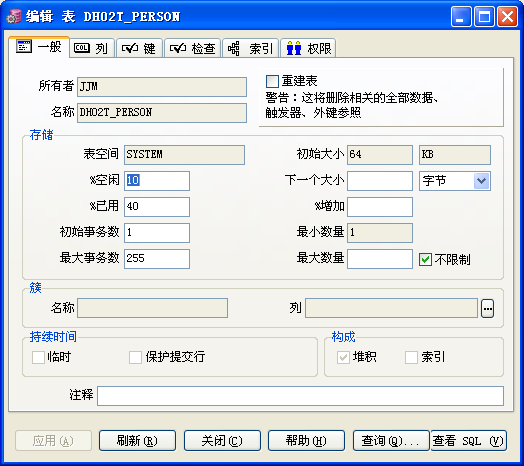 编辑 表 DH02T_PERSON
一般 列 键 检查 索引 权限
所有者 JJM
名称 DH02T_PERSON
重建表
警告：这将删除相关的全部数据、
触发器、外键参照
存储
表空间 SYSTEM 初始大小 64 KB
%空闲 10 下一个大小 字节
%已用 40 %增加
初始事务数 1 最小数量 1
最大事务数 255 最大数量 不限制
簇
名称 列 ...
持续时间 构成
临时 保护提交行 堆积 索引
注释
应用(A) 刷新(R) 关闭(C) 帮助(H) 查询(Q)... 查看 SQL (V)